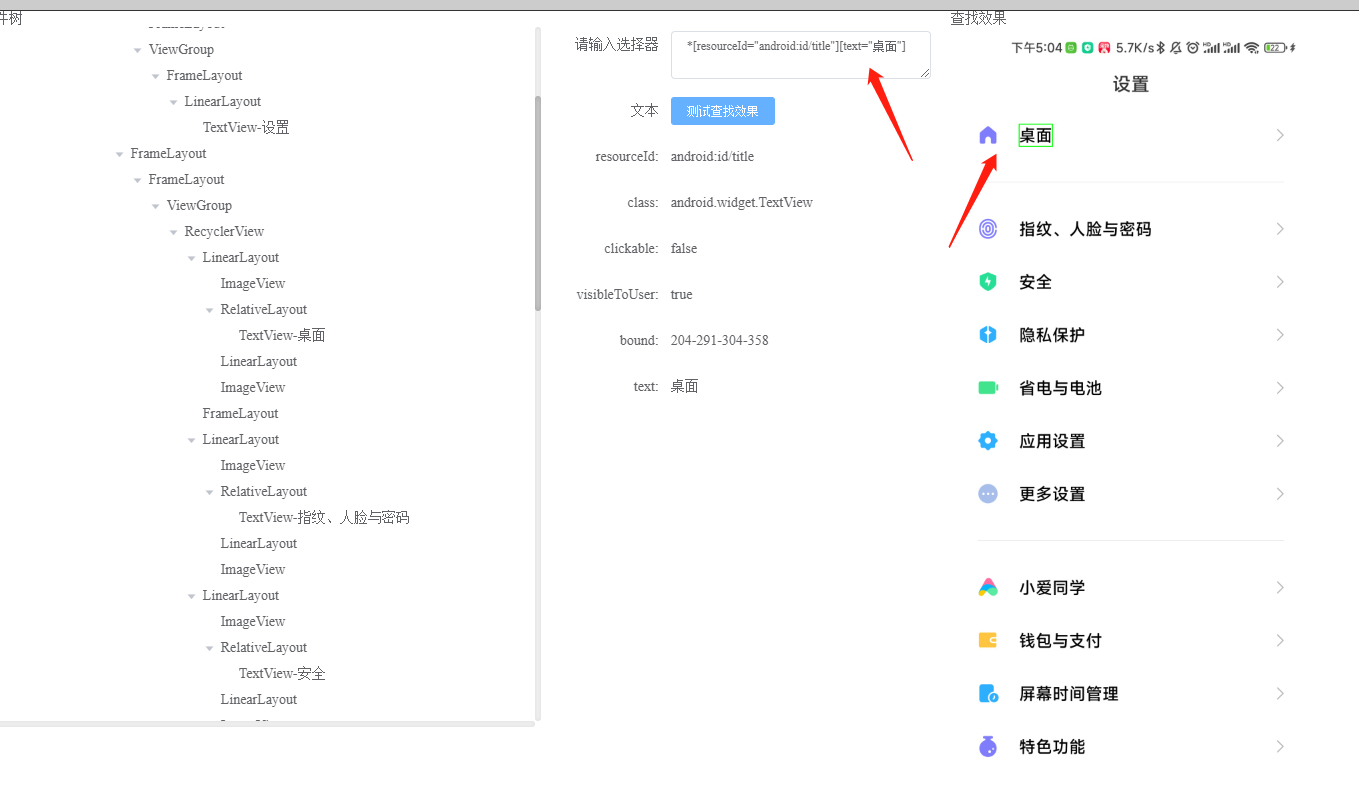 件树
ViewGroup
FrameLayout
LinearLayout
TextView-设置
FrameLayout
FrameLayout
ViewGroup
RecyclerView
LinearLayout
ImageView
RelativeLayout
TextView-桌面
LinearLayout
ImageView
FrameLayout
LinearLayout
ImageView
RelativeLayout
TextView-指纹、人脸与密码
LinearLayout
ImageView
LinearLayout
ImageView
RelativeLayout
TextView-安全
LinearLayout
请输入选择器
*[resourceId="android:id/title"][text="桌面"]
文本
测试查找效果
resourceId: android:id/title
class: android.widget.TextView
clickable: false
visibleToUser: true
bound: 204-291-304-358
text: 桌面
查找效果
下午5:04 5.7K/s 22
设置
桌面
指纹、人脸与密码
安全
隐私保护
省电与电池
应用设置
更多设置
小爱同学
钱包与支付
屏幕时间管理
特色功能